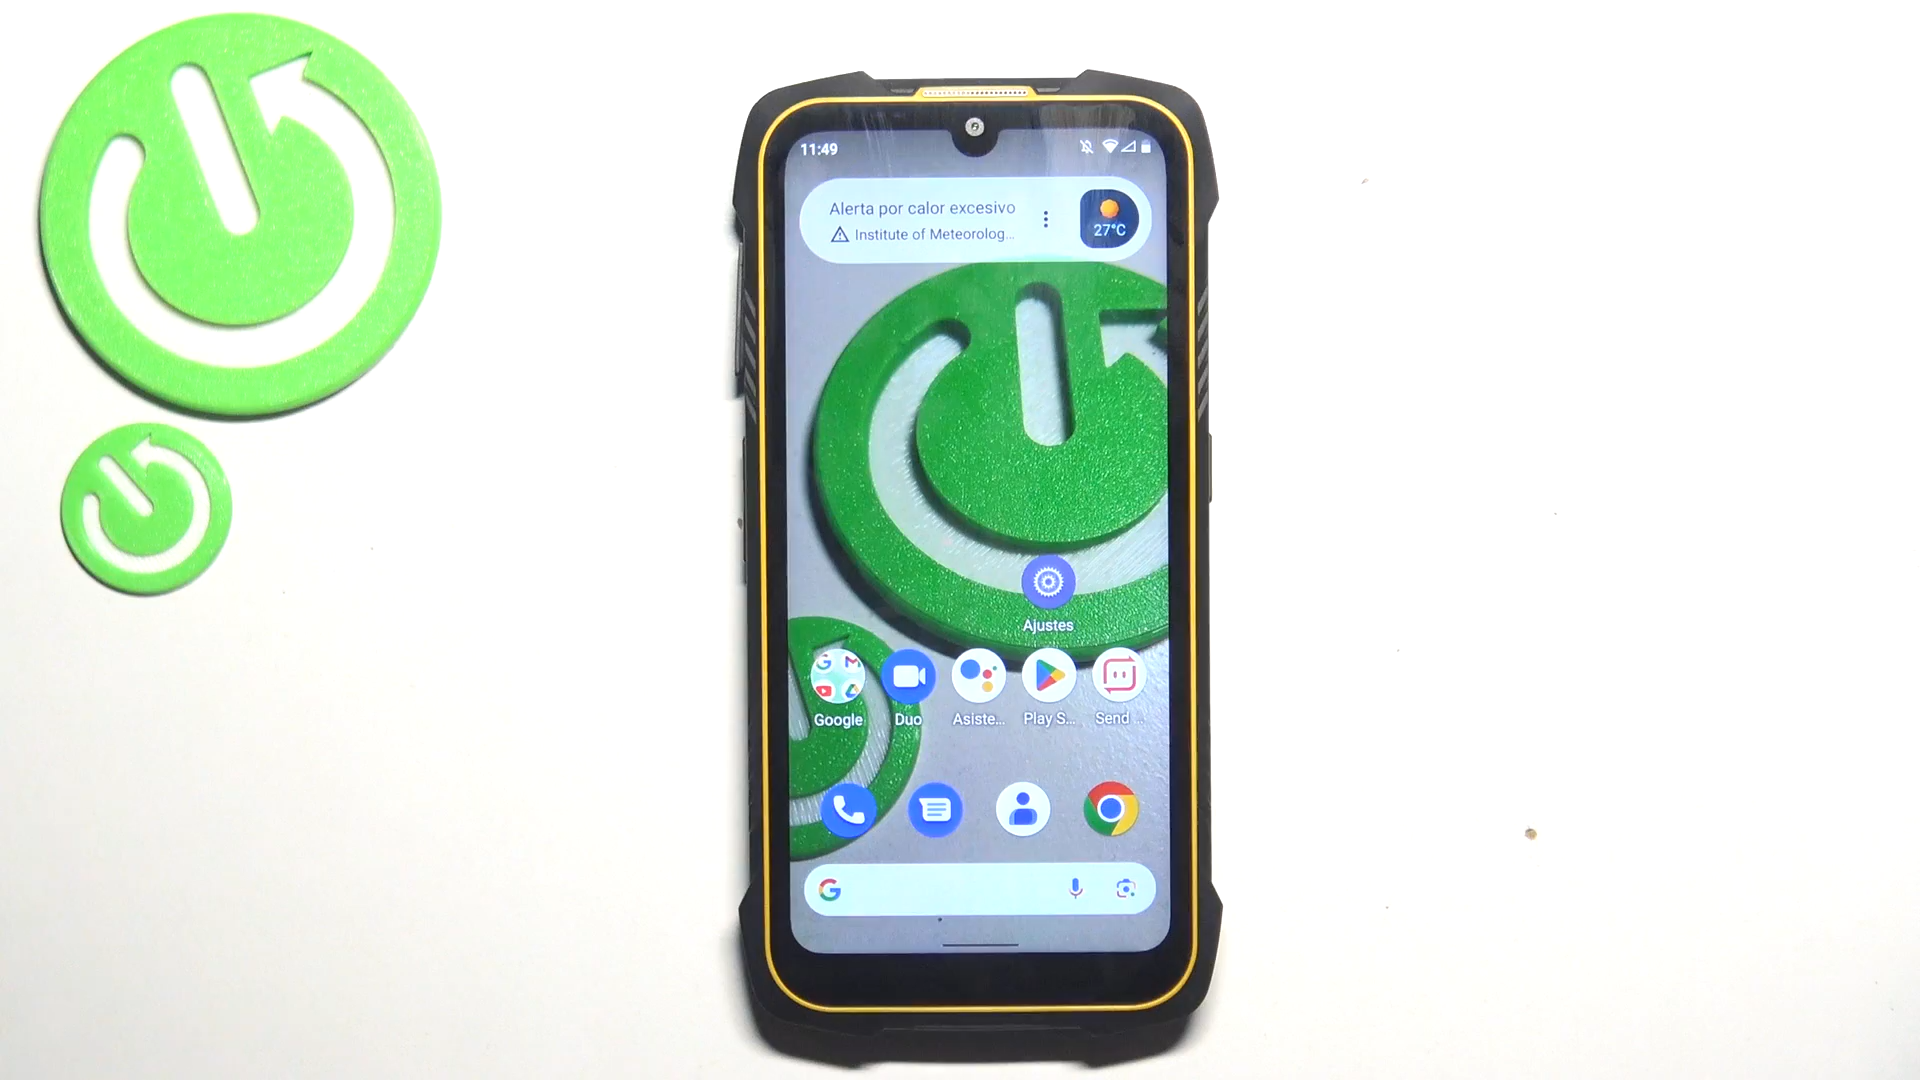 11:49
Alerta por calor excesivo
Institute of Meteorolog...
27°C
Ajustes
Google
Duo
Asiste...
Play S...
Send ...